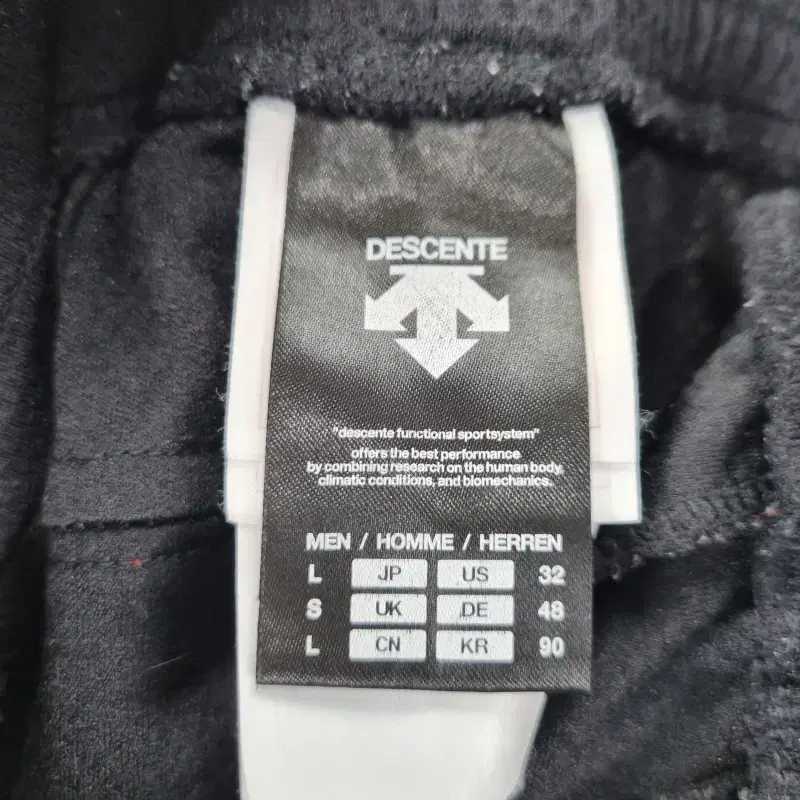 DESCENTE
"descente functional sportsystem"
offers the best performance
by combining research on the human body,
climatic conditions, and biomechanics.
MEN / HOMME / HERREN
L JP US 32
S UK DE 48
L CN KR 90